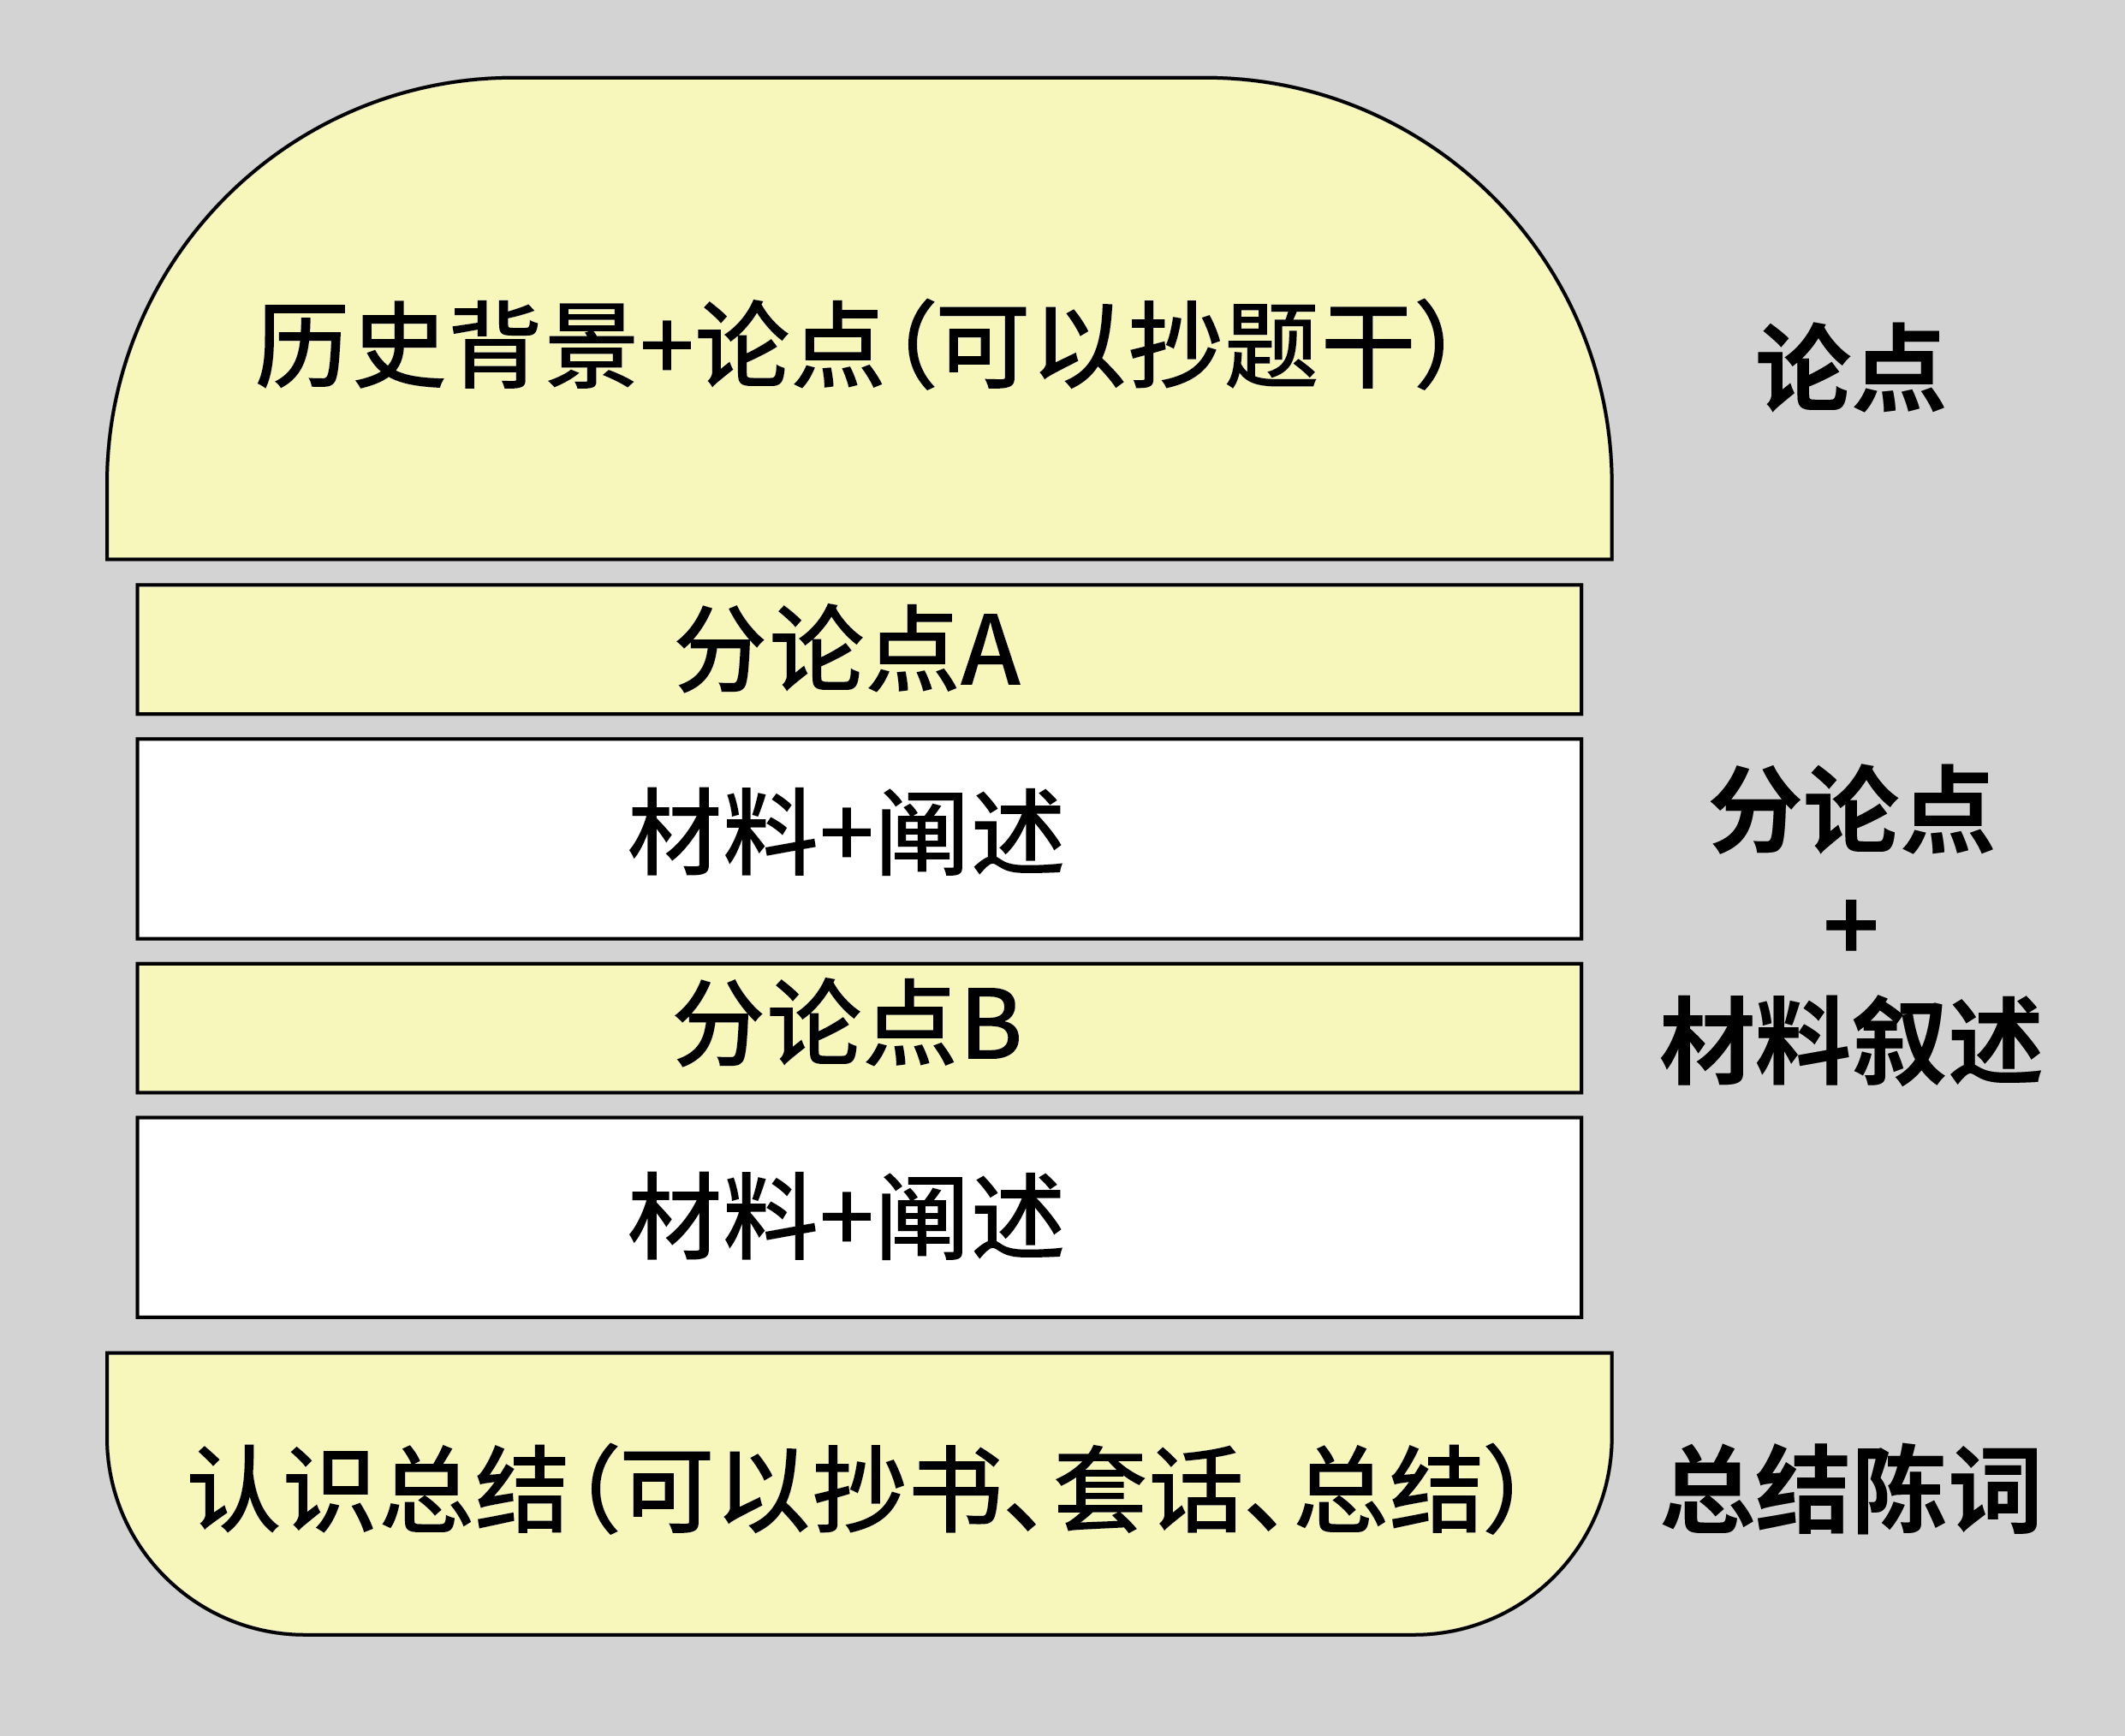 历史背景+论点(可以抄题干)
论点
分论点A
材料+阐述
分论点
+
材料叙述
分论点B
材料+阐述
认识总结(可以抄书、套话、总结)
总结陈词